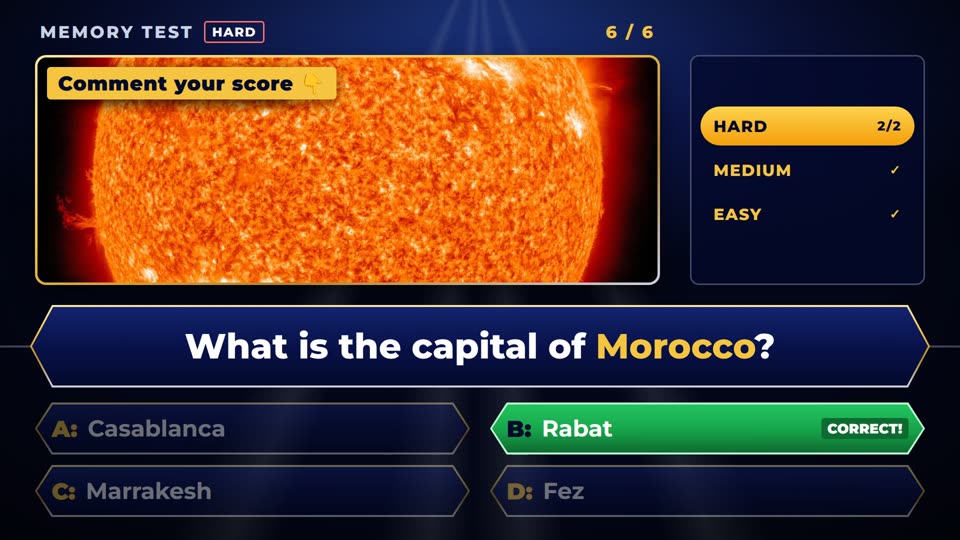 MEMORY TEST HARD 6 / 6
Comment your score 👇
HARD 2/2
MEDIUM ✓
EASY ✓
What is the capital of Morocco?
A: Casablanca
B: Rabat CORRECT!
C: Marrakesh
D: Fez